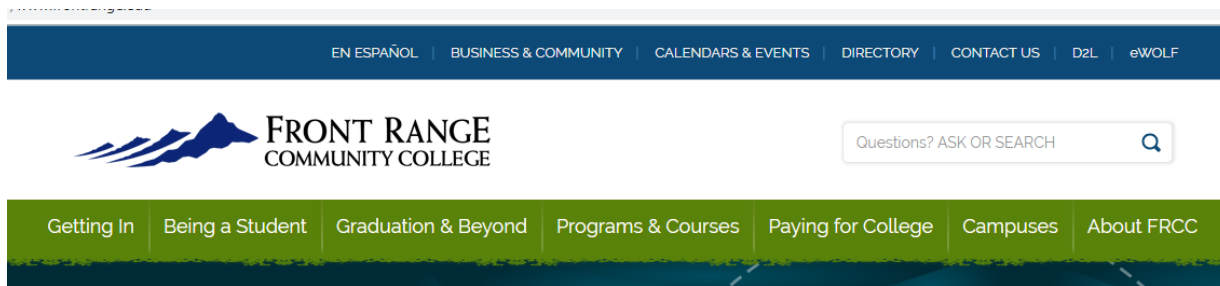 EN ESPAÑOL | BUSINESS & COMMUNITY | CALENDARS & EVENTS | DIRECTORY | CONTACT US | D2L | eWOLF
FRONT RANGE
COMMUNITY COLLEGE
Questions? ASK OR SEARCH
Getting In Being a Student Graduation & Beyond Programs & Courses Paying for College Campuses About FRCC